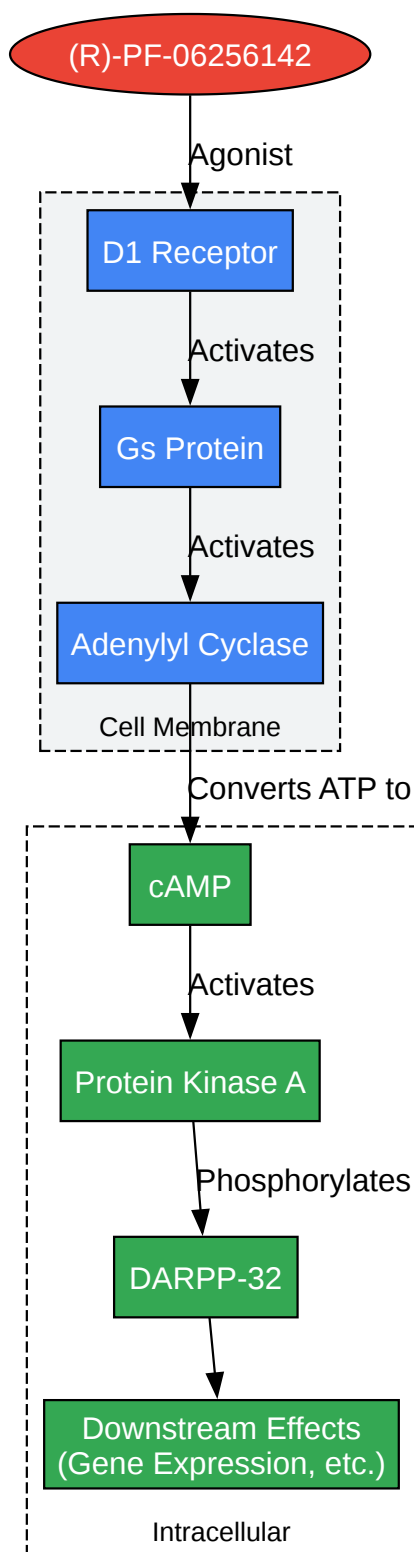 (R)-PF-06256142
Agonist
D1 Receptor
Activates
Gs Protein
Activates
Adenylyl Cyclase
Cell Membrane
Converts ATP to
cAMP
Activates
Protein Kinase A
Phosphorylates
DARPP-32
Downstream Effects
(Gene Expression, etc.)
Intracellular